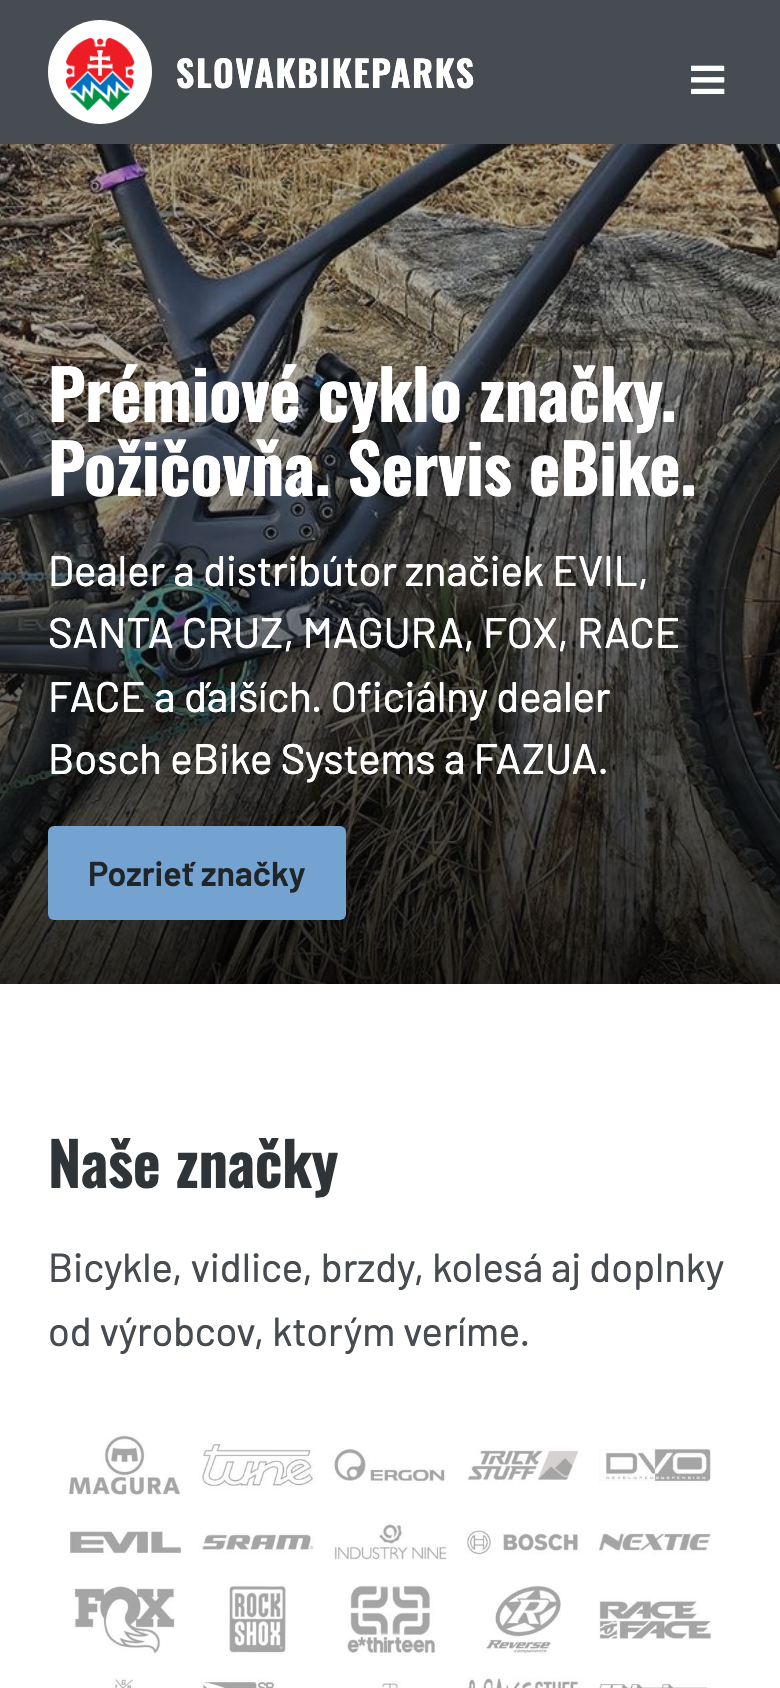 SLOVAKBIKEPARKS
Prémiové cyklo značky.
Požičovňa. Servis eBike.
Dealer a distribútor značiek EVIL,
SANTA CRUZ, MAGURA, FOX, RACE
FACE a ďalších. Oficiálny dealer
Bosch eBike Systems a FAZUA.
Pozrieť značky
Naše značky
Bicykle, vidlice, brzdy, kolesá aj doplnky
od výrobcov, ktorým veríme.
MAGURA tune ERGON TRICK STUFF DVO DEVELOPED SUSPENSION
EVIL SRAM INDUSTRY NINE BOSCH NEXTIE
FOX ROCK SHOX e*thirteen Reverse components RACE FACE